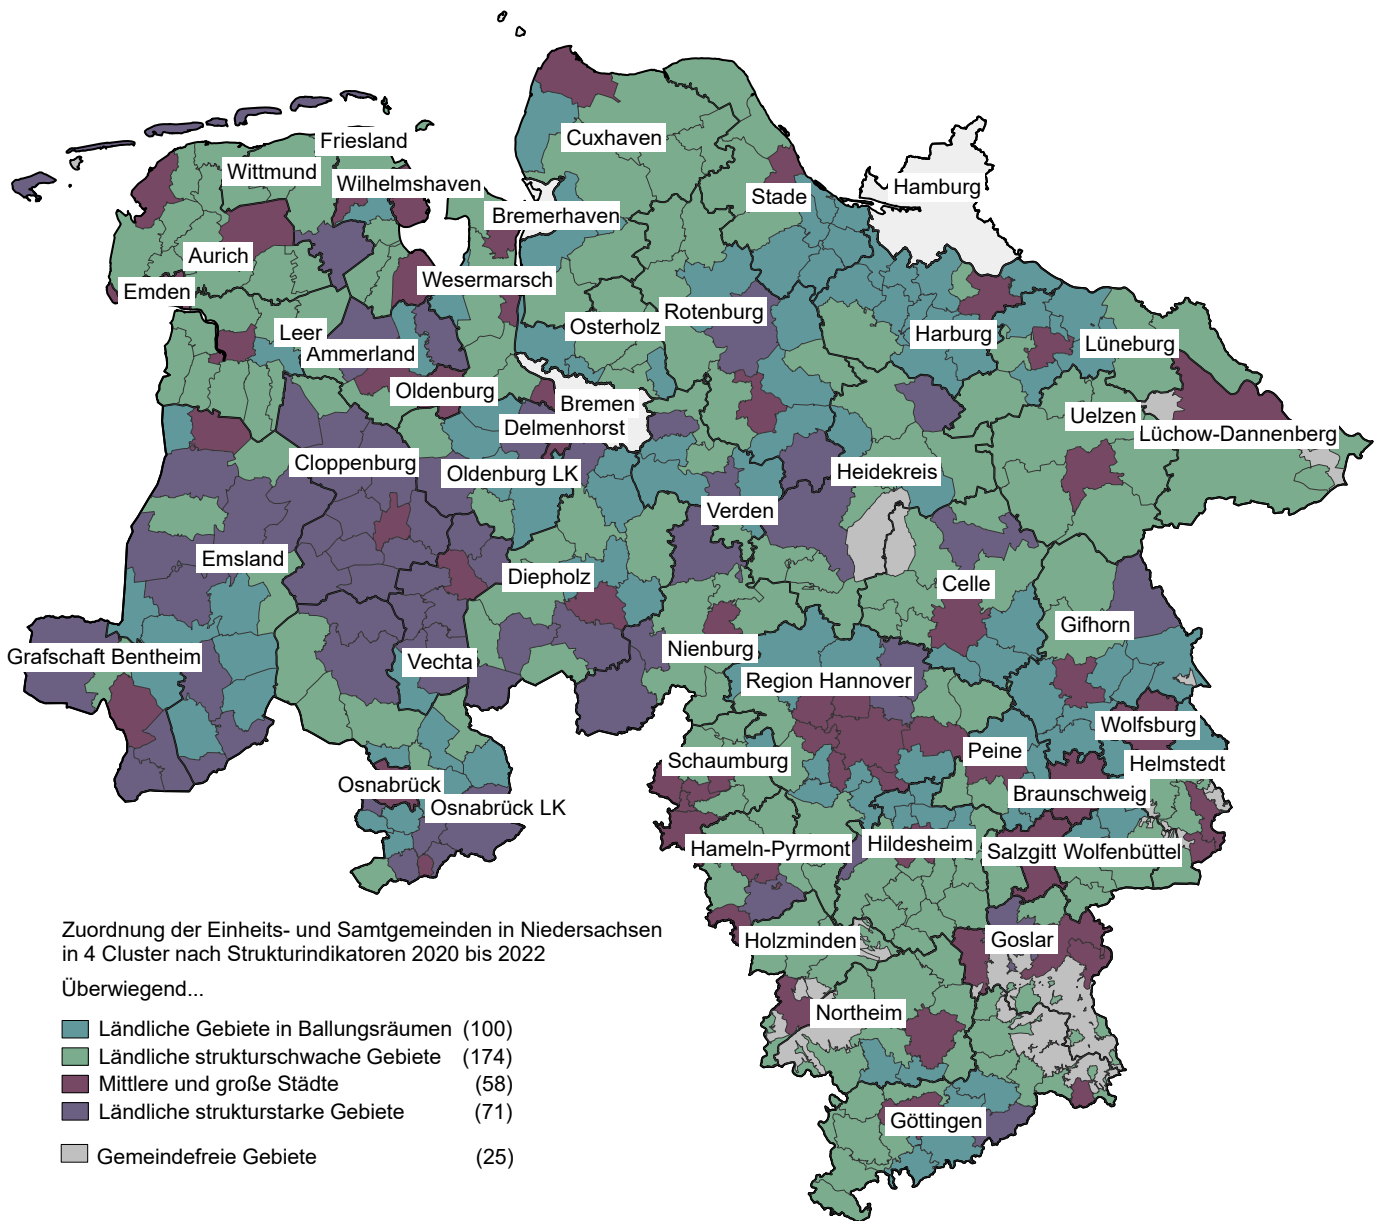 Friesland
Cuxhaven
Wittmund
Wilhelmshaven
Hamburg
Stade
Bremerhaven
Aurich
Wesermarsch
Emden
Rotenburg
Osterholz
Leer
Harburg
Lüneburg
Ammerland
Oldenburg
Bremen
Uelzen
Delmenhorst
Lüchow-Dannenberg
Cloppenburg
Oldenburg LK
Heidekreis
Verden
Emsland
Diepholz
Celle
Gifhorn
Grafschaft Bentheim
Vechta
Nienburg
Region Hannover
Wolfsburg
Peine
Schaumburg
Helmstedt
Osnabrück
Braunschweig
Osnabrück LK
Hameln-Pyrmont
Hildesheim
Salzgitt
Wolfenbüttel
Holzminden
Goslar
Northeim
Göttingen
Zuordnung der Einheits- und Samtgemeinden in Niedersachsen
in 4 Cluster nach Strukturindikatoren 2020 bis 2022
Überwiegend...
Ländliche Gebiete in Ballungsräumen (100)
Ländliche strukturschwache Gebiete (174)
Mittlere und große Städte (58)
Ländliche strukturstarke Gebiete (71)
Gemeindefreie Gebiete (25)